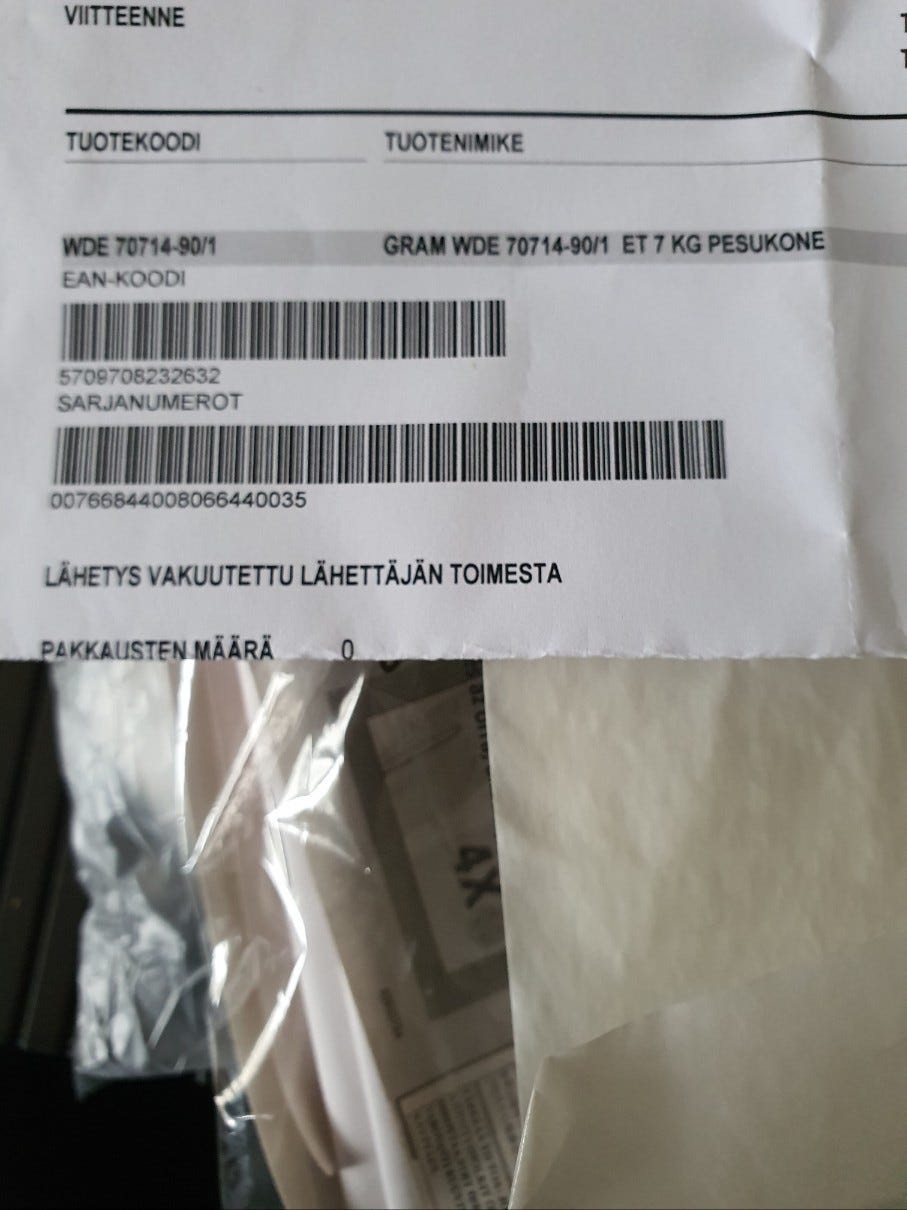 VIITTEENNE
TUOTEKOODI TUOTENIMIKE
WDE 70714-90/1 GRAM WDE 70714-90/1 ET 7 KG PESUKONE
EAN-KOODI
5709708232632
SARJANUMEROT
00766844008066440035
LÄHETYS VAKUUTETTU LÄHETTÄJÄN TOIMESTA
PAKKAUSTEN MÄÄRÄ 0
4X